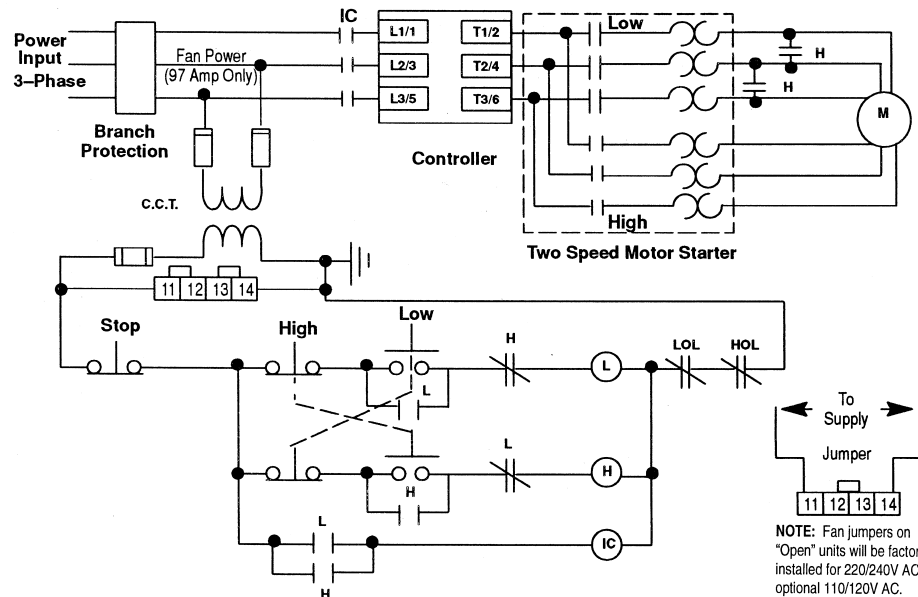 IC
Power
Input
3–Phase
Fan Power
(97 Amp Only)
Branch
Protection
L1/1
T1/2
L2/3
T2/4
L3/5
T3/6
Controller
Low
High
H
H
M
Two Speed Motor Starter
C.C.T.
11 12 13 14
Stop
High
Low
L
H
L
LOL
HOL
H
L
H
L
H
IC
To
Supply
Jumper
11 12 13 14
NOTE: Fan jumpers on
“Open” units will be factor
installed for 220/240V AC
optional 110/120V AC.